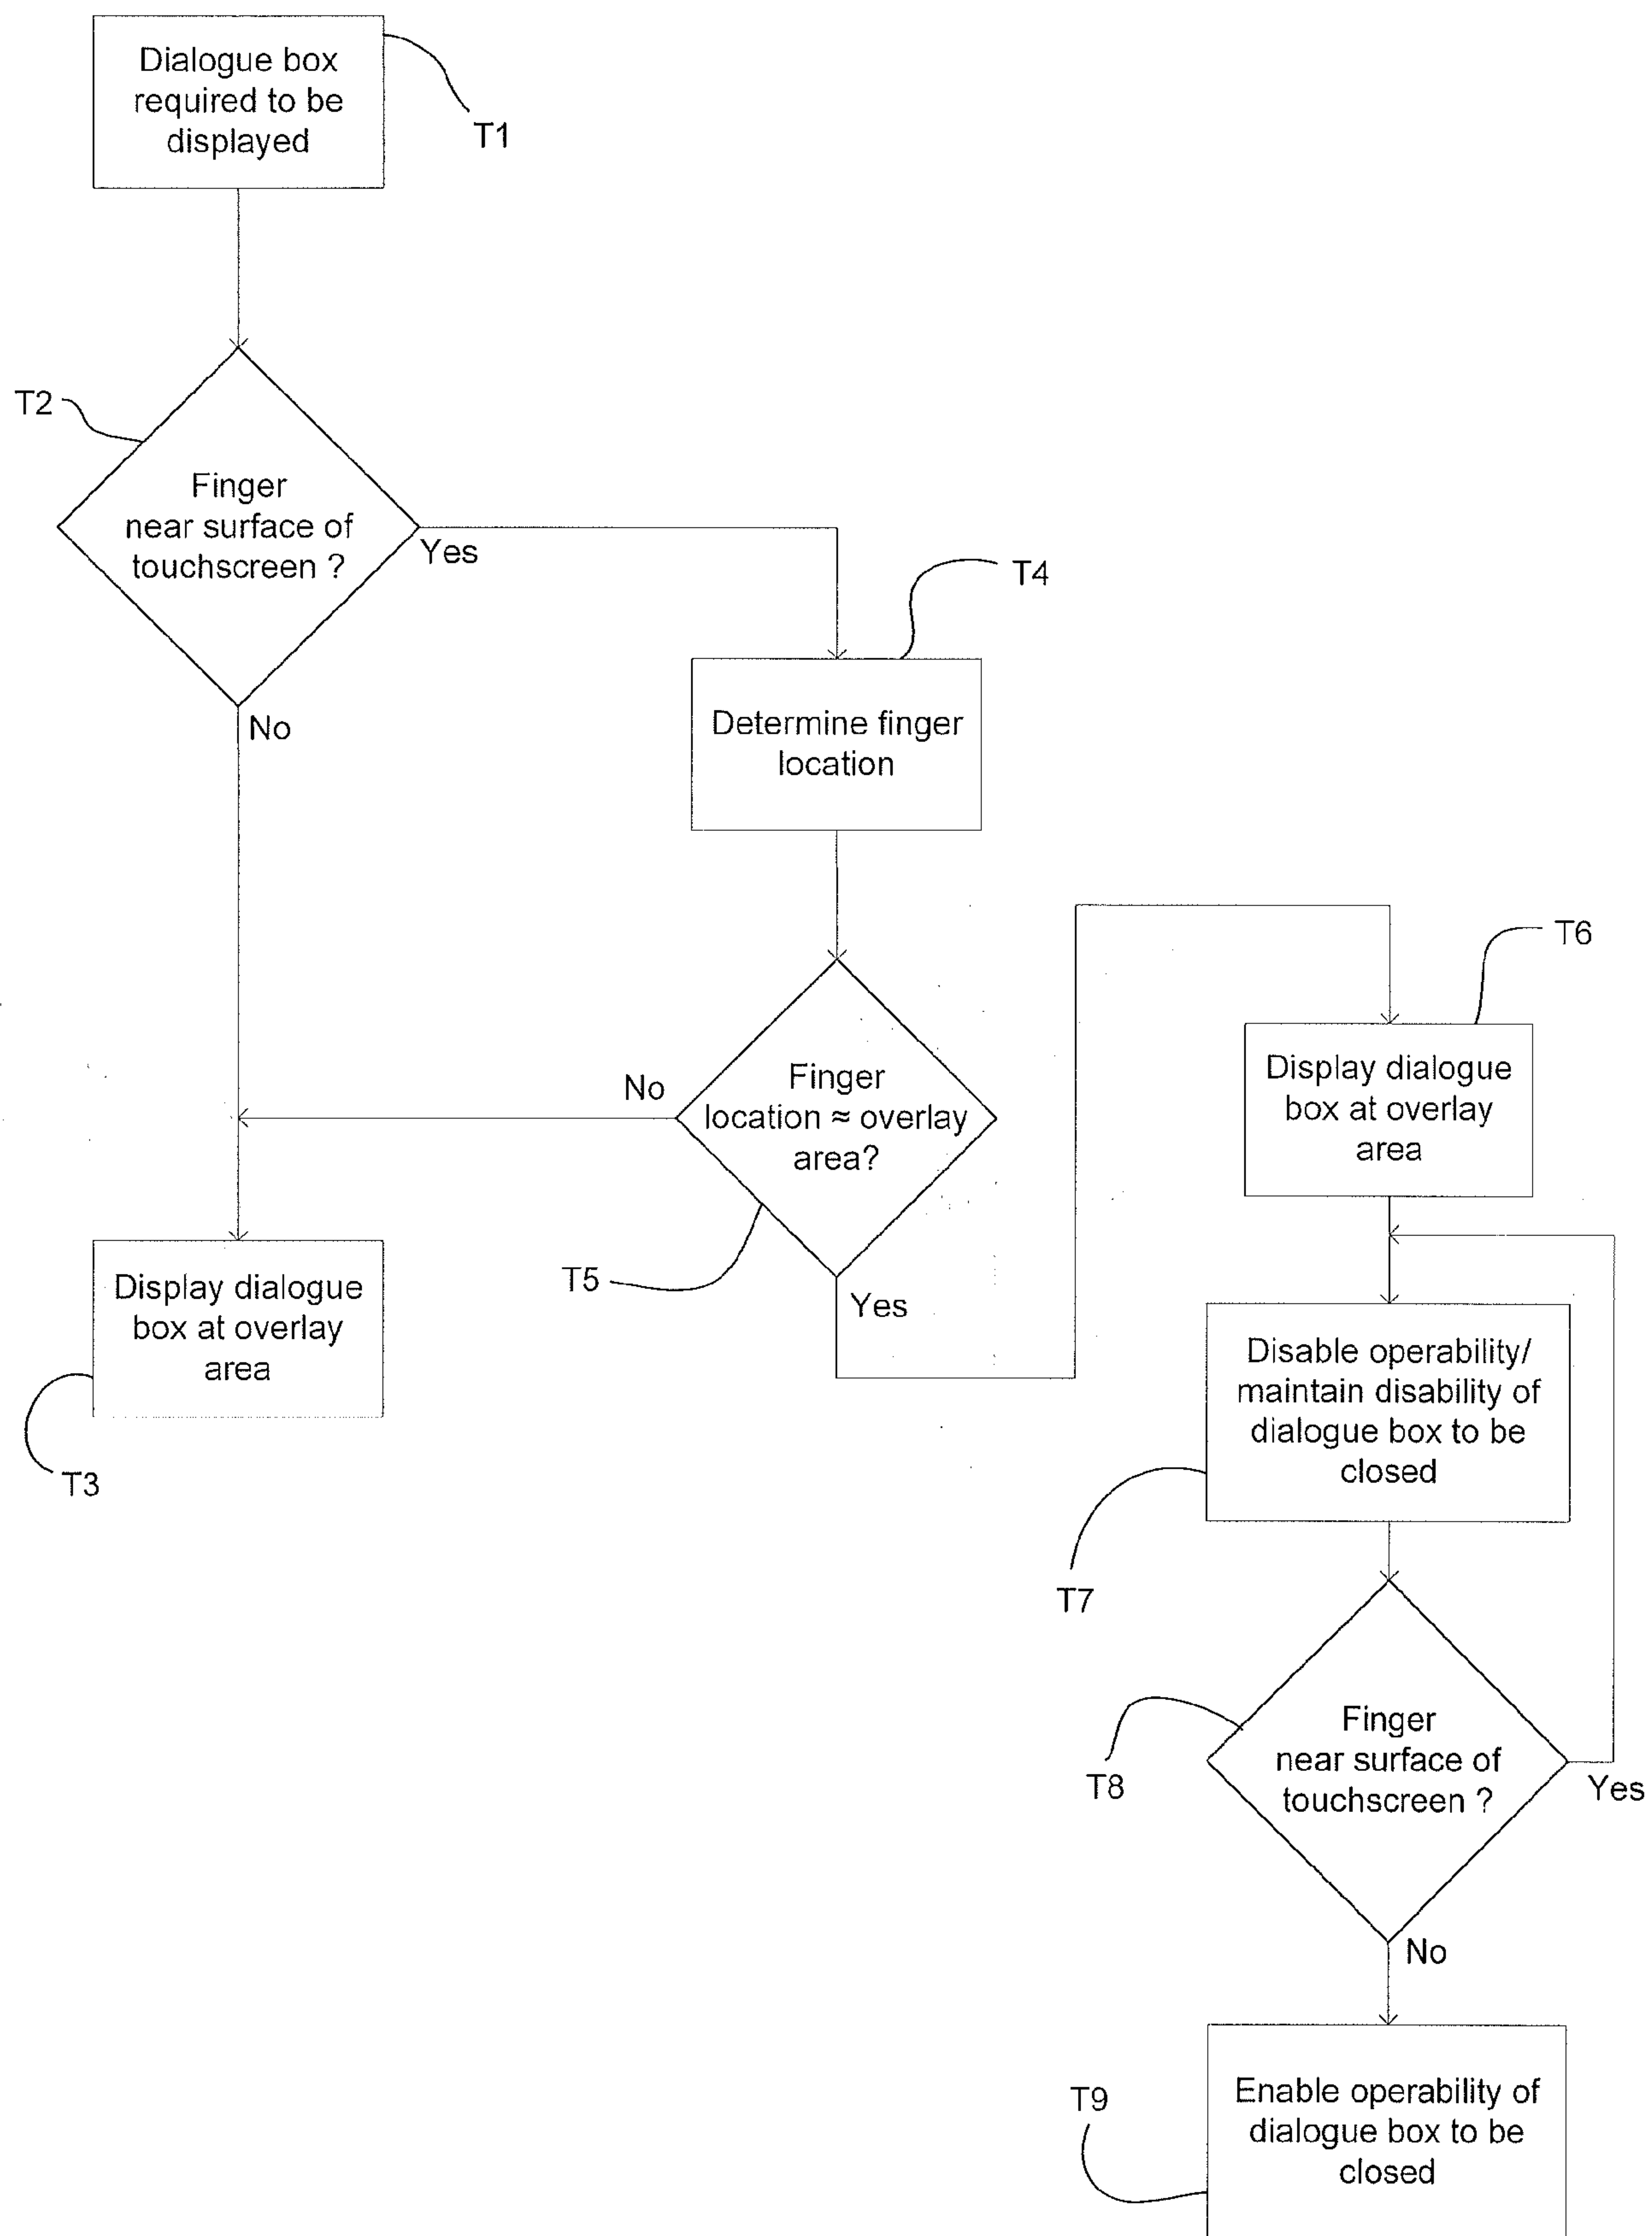 Dialogue box
required to be
displayed
T1
T2
Finger
near surface of
touchscreen ?
Yes
No
T4
Determine finger
location
T6
Display dialogue
box at overlay
area
No
Finger
location ≈ overlay
area?
T5
Yes
Display dialogue
box at overlay
area
T3
Disable operability/
maintain disability of
dialogue box to be
closed
T7
Finger
near surface of
touchscreen ?
T8
Yes
No
T9
Enable operability of
dialogue box to be
closed